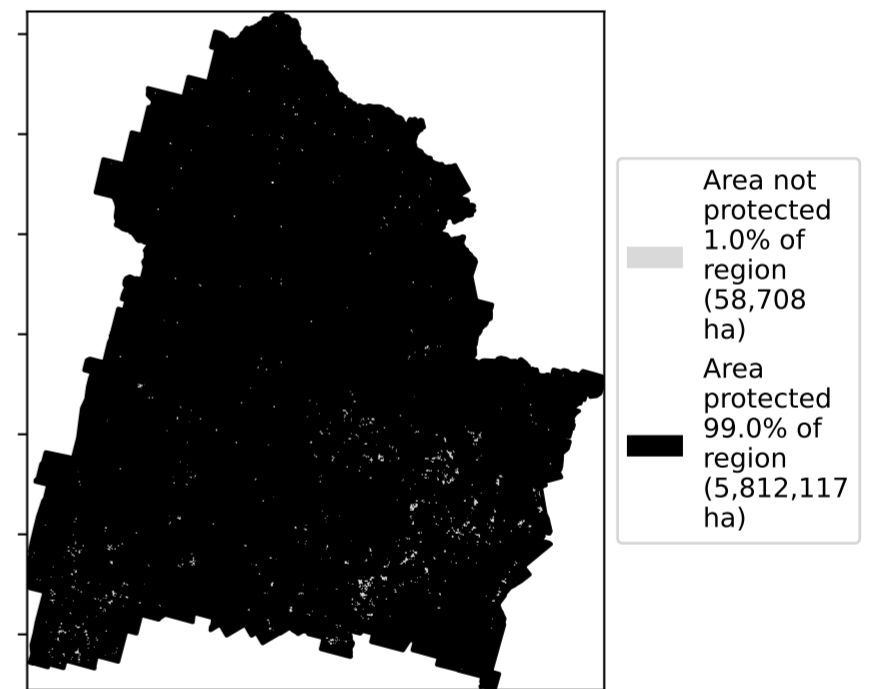 Area not
protected
1.0% of
region
(58,708
ha)
Area
protected
99.0% of
region
(5,812,117
ha)